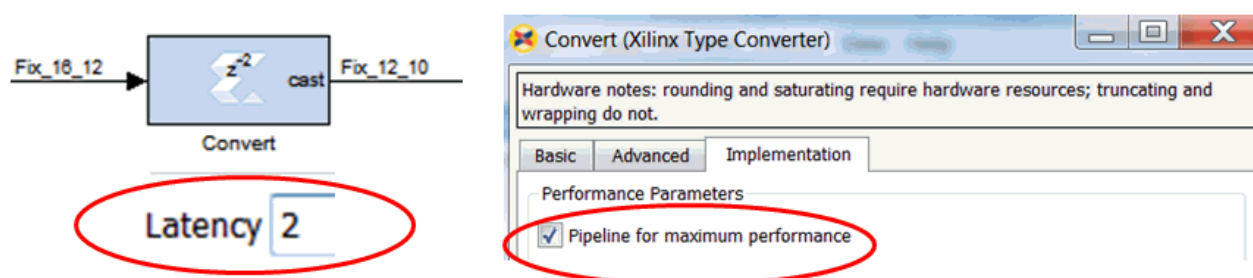 Fix_16_12
z-2
cast
Fix_12_10
Convert
Latency 2
Convert (Xilinx Type Converter)
Hardware notes: rounding and saturating require hardware resources; truncating and
wrapping do not.
Basic Advanced Implementation
Performance Parameters
Pipeline for maximum performance